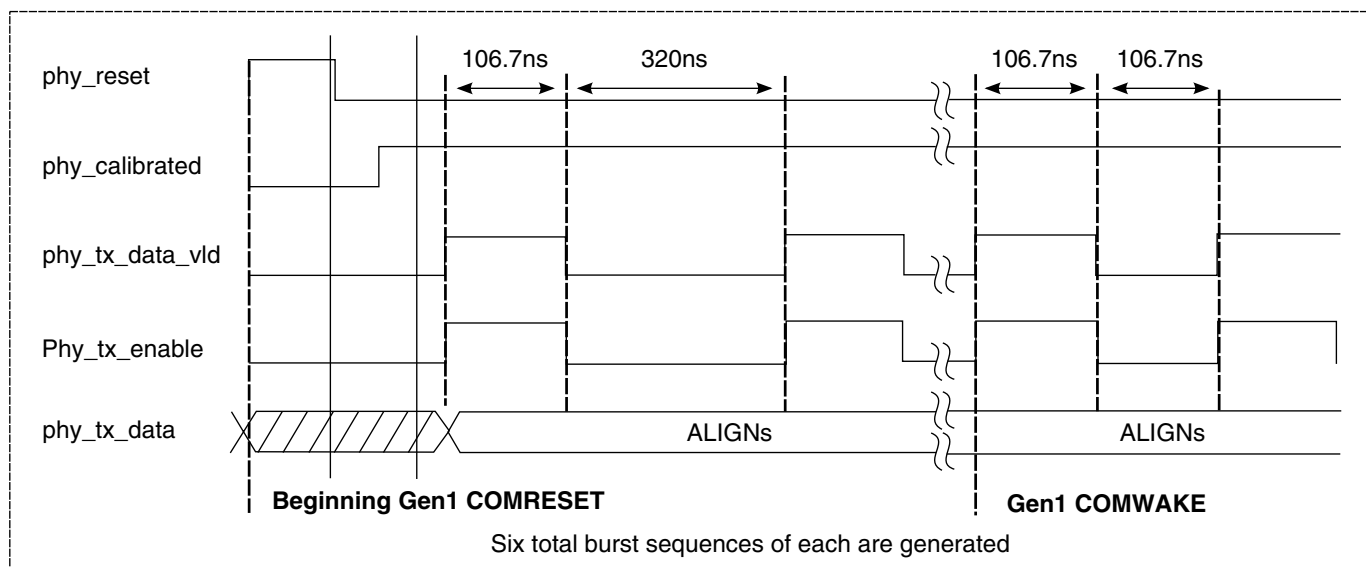 106.7ns 320ns 106.7ns 106.7ns
phy_reset
phy_calibrated
phy_tx_data_vld
Phy_tx_enable
phy_tx_data ALIGNs ALIGNs
Beginning Gen1 COMRESET Gen1 COMWAKE
Six total burst sequences of each are generated